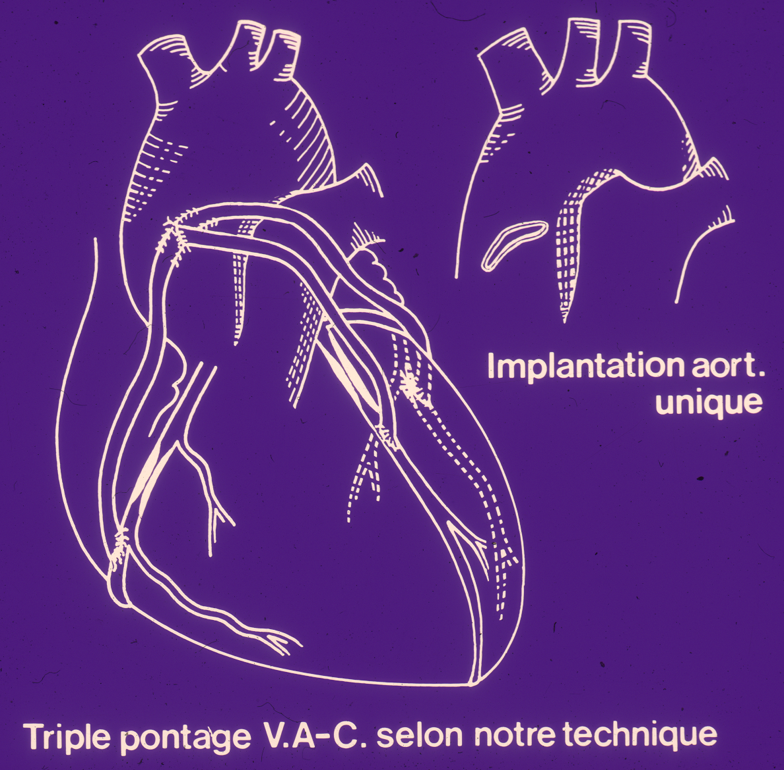 Implantation aort.
unique
Triple pontage V.A-C. selon notre technique